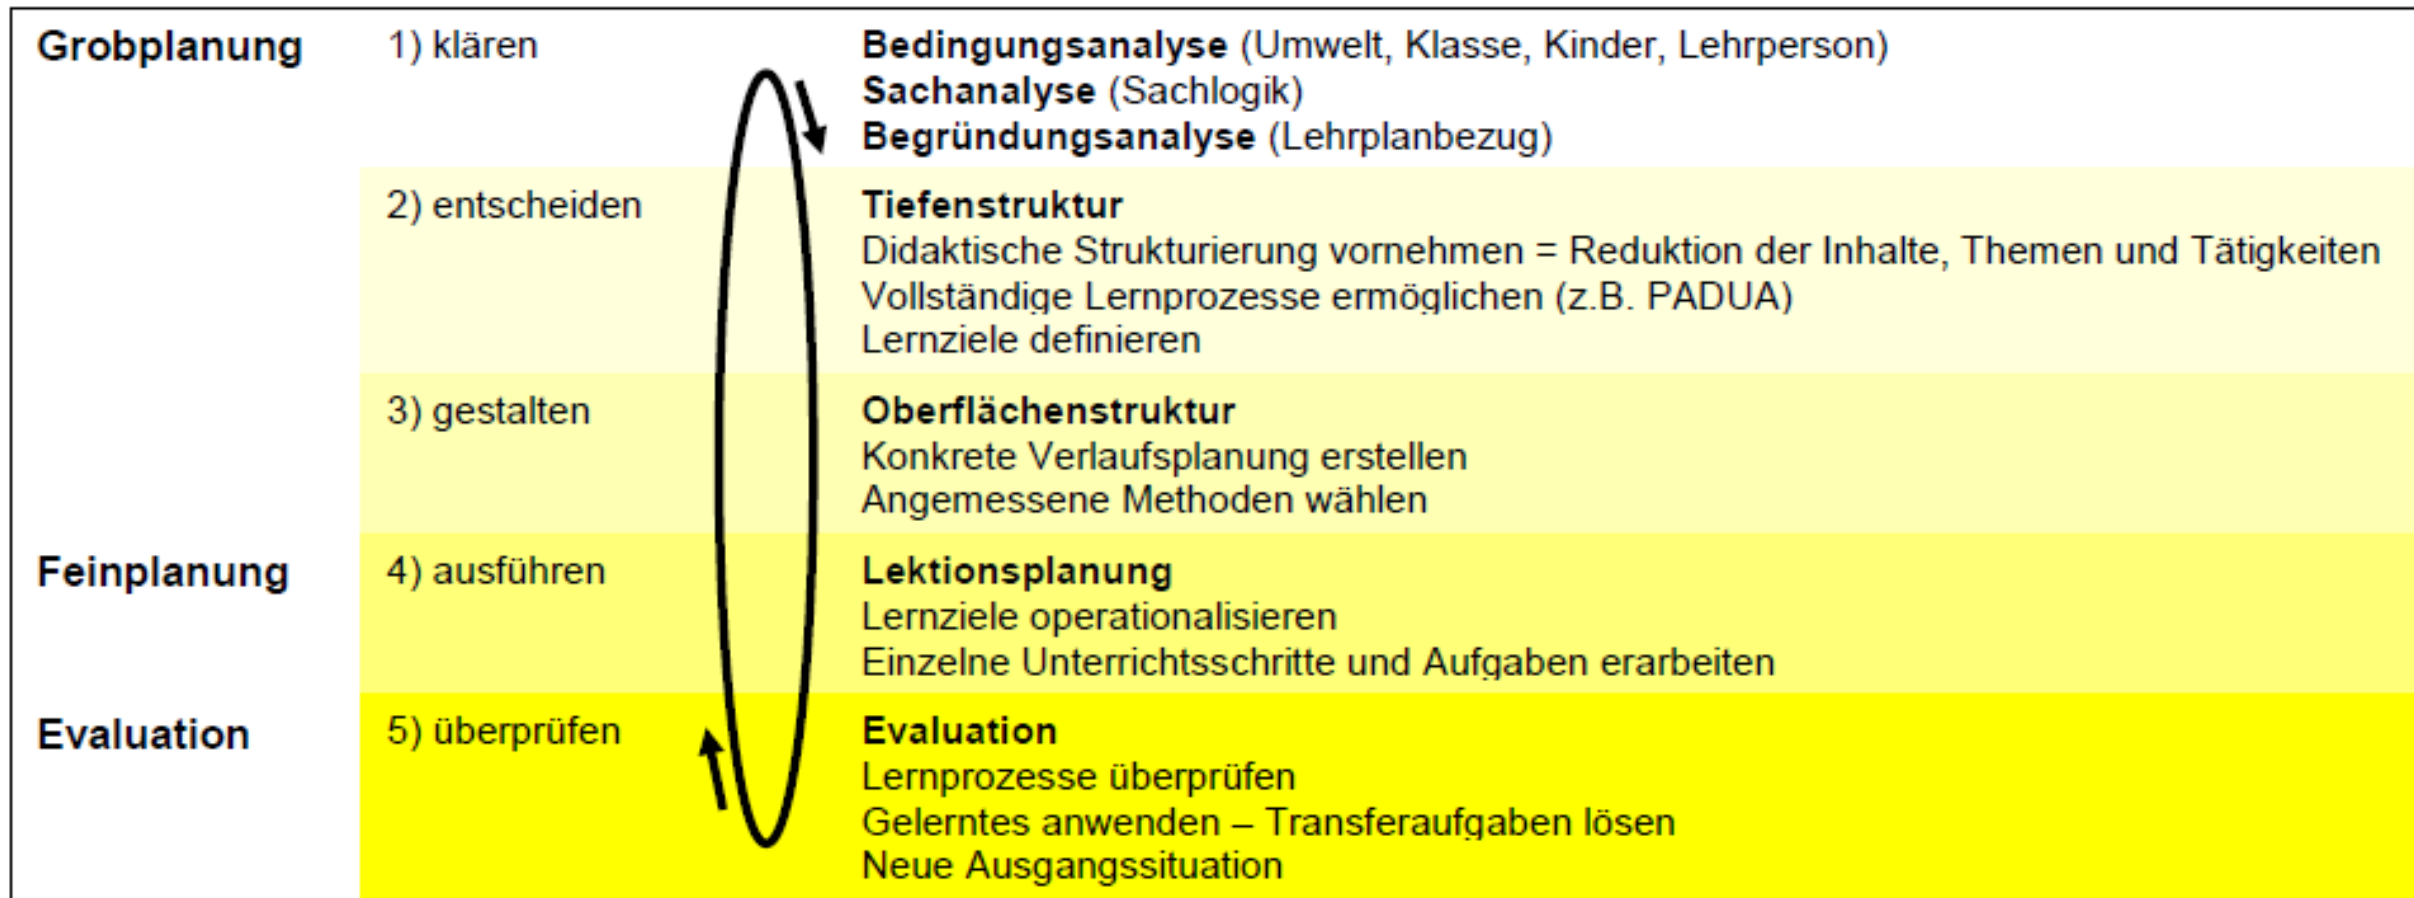 Grobplanung 1) klären Bedingungsanalyse (Umwelt, Klasse, Kinder, Lehrperson)
Sachanalyse (Sachlogik)
Begründungsanalyse (Lehrplanbezug)
2) entscheiden Tiefenstruktur
Didaktische Strukturierung vornehmen = Reduktion der Inhalte, Themen und Tätigkeiten
Vollständige Lernprozesse ermöglichen (z.B. PADUA)
Lernziele definieren
3) gestalten Oberflächenstruktur
Konkrete Verlaufsplanung erstellen
Angemessene Methoden wählen
Feinplanung 4) ausführen Lektionsplanung
Lernziele operationalisieren
Einzelne Unterrichtsschritte und Aufgaben erarbeiten
Evaluation 5) überprüfen Evaluation
Lernprozesse überprüfen
Gelerntes anwenden – Transferaufgaben lösen
Neue Ausgangssituation